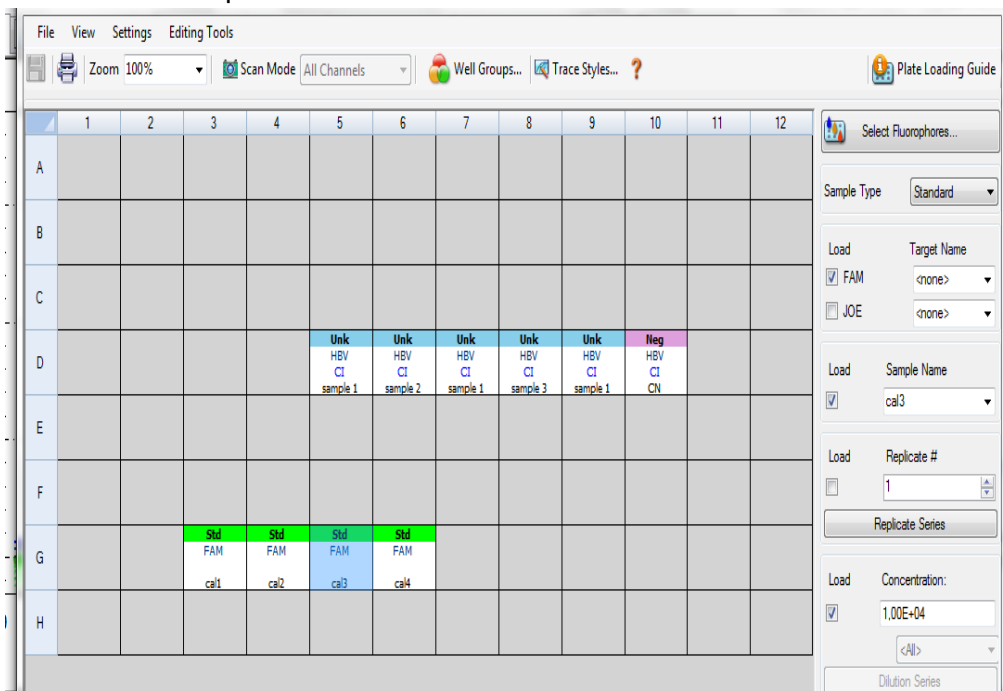 File View Settings Editing Tools
Zoom 100% Scan Mode All Channels Well Groups... Trace Styles... ? Plate Loading Guide
1 2 3 4 5 6 7 8 9 10 11 12
Select Fluorophores...
A
Sample Type Standard
B
Load Target Name
FAM <none>
C
JOE <none>
Unk Unk Unk Unk Unk Neg
D HBV HBV HBV HBV HBV HBV
CI CI CI CI CI CI
sample 1 sample 2 sample 1 sample 3 sample 1 CN
Load Sample Name
cal3
E
Load Replicate #
F
1
Replicate Series
Std Std Std Std
G FAM FAM FAM FAM
cal1 cal2 cal3 cal4
Load Concentration:
H
1,00E+04
<All>
Dilution Series